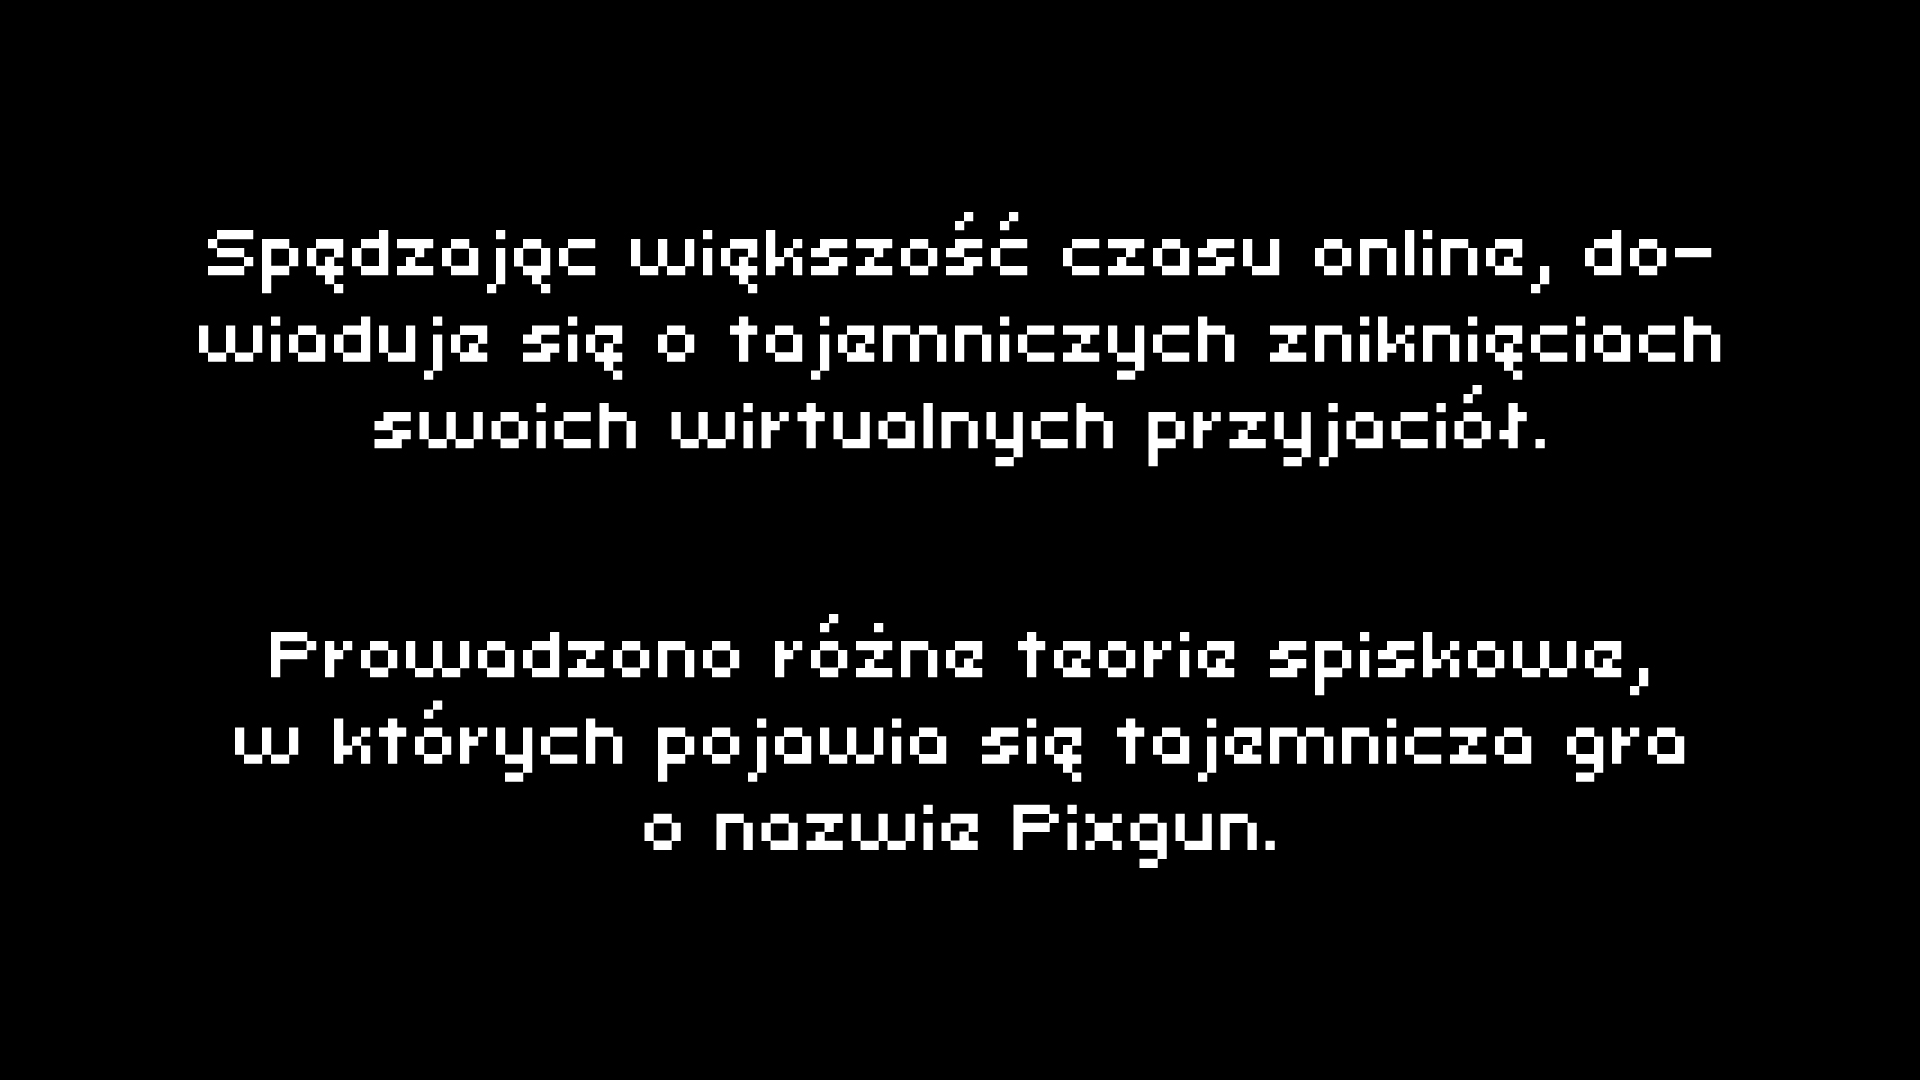 Spędzając większość czasu online, do-
wiaduje się o tajemniczych zniknięciach
swoich wirtualnych przyjaciół.
Prowadzono różne teorie spiskowe,
w których pojawia się tajemnicza gra
o nazwie Pixgun.